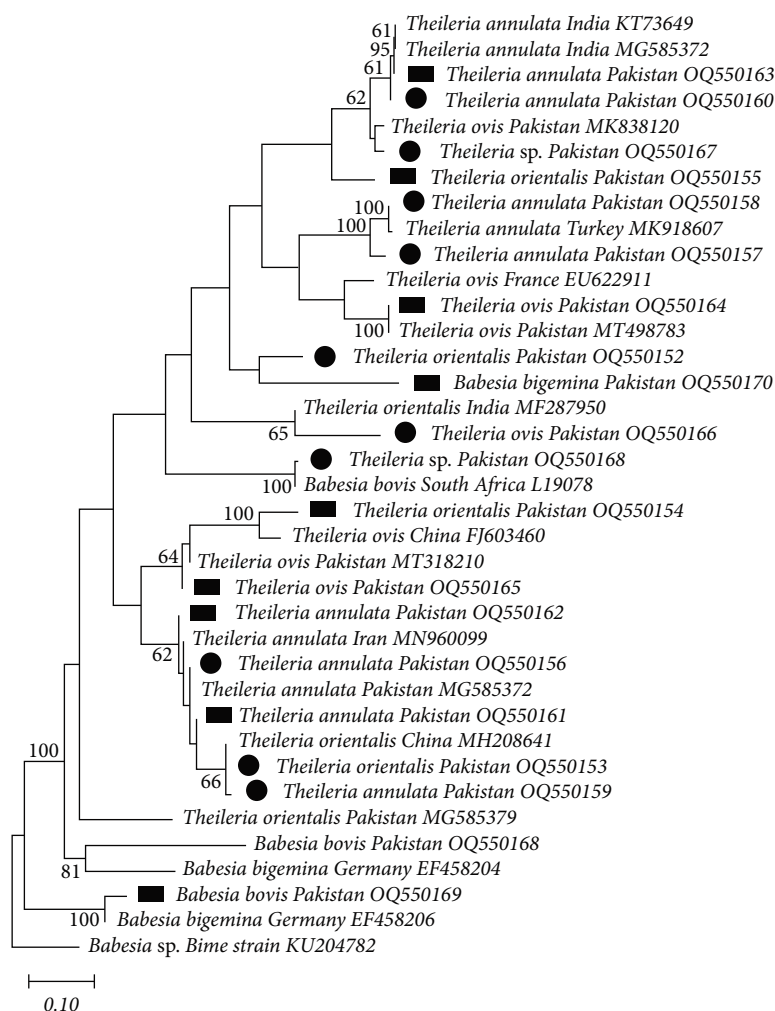 Theileria annulata India KT73649
61
95
Theileria annulata India MG585372
61
Theileria annulata Pakistan OQ550163
62
Theileria annulata Pakistan OQ550160
Theileria ovis Pakistan MK838120
Theileria sp. Pakistan OQ550167
Theileria orientalis Pakistan OQ550155
100
Theileria annulata Pakistan OQ550158
100
Theileria annulata Turkey MK918607
Theileria annulata Pakistan OQ550157
Theileria ovis France EU622911
Theileria ovis Pakistan OQ550164
100
Theileria ovis Pakistan MT498783
Theileria orientalis Pakistan OQ550152
Babesia bigemina Pakistan OQ550170
Theileria orientalis India MF287950
65
Theileria ovis Pakistan OQ550166
Theileria sp. Pakistan OQ550168
100
Babesia bovis South Africa L19078
100
Theileria orientalis Pakistan OQ550154
Theileria ovis China FJ603460
64
Theileria ovis Pakistan MT318210
Theileria ovis Pakistan OQ550165
Theileria annulata Pakistan OQ550162
Theileria annulata Iran MN960099
62
Theileria annulata Pakistan OQ550156
Theileria annulata Pakistan MG585372
Theileria annulata Pakistan OQ550161
Theileria orientalis China MH208641
100
Theileria orientalis Pakistan OQ550153
66
Theileria annulata Pakistan OQ550159
Theileria orientalis Pakistan MG585379
Babesia bovis Pakistan OQ550168
81
Babesia bigemina Germany EF458204
Babesia bovis Pakistan OQ550169
100
Babesia bigemina Germany EF458206
Babesia sp. Bime strain KU204782
0.10